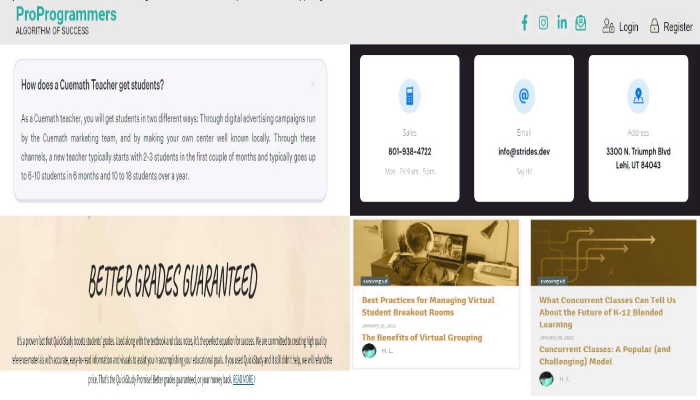 ProProgrammers
ALGORITHM OF SUCCESS
Login
Register
How does a Cuemath Teacher get students?
As a Cuemath teacher, you will get students in two different ways: Through digital advertising campaigns run
by the Cuemath marketing team, and by making your own center well known locally. Through these
channels, a new teacher typically starts with 2-3 students in the first couple of months and typically goes up
to 6-10 students in 6 months and 10 to 18 students over a year.
Sales
801-938-4722
Mon - Fri 9 am - 5 pm
Email
info@strides.dev
Say Hi!
Address
3300 N. Triumph Blvd
Lehi, UT 84043
BETTER GRADES GUARANTEED
It's a proven fact that QuickStudy boosts students' grades. Used along with the textbook and class notes, it's the perfect equation for success. We are committed to creating high quality
reference materials with accurate, easy-to-read information and visuals to assist you in accomplishing your educational goals. If you used QuickStudy and it still didn't help, we will refund the
price. That's the QuickStudy Promise! Better grades guaranteed, or your money back. READ MORE
Evolving Ed
Best Practices for Managing Virtual
Student Breakout Rooms
The Benefits of Virtual Grouping
H. L.
Evolving Ed
What Concurrent Classes Can Tell Us
About the Future of K-12 Blended
Learning
Concurrent Classes: A Popular (and
Challenging) Model
H. L.